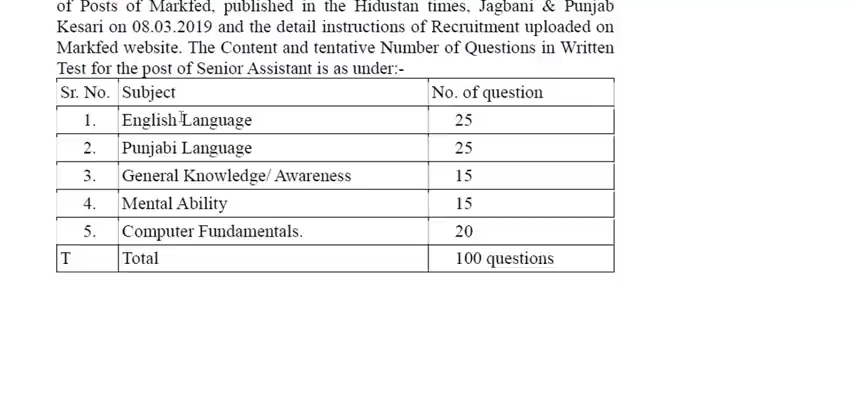 of Posts of Markfed, published in the Hidustan times, Jagbani & Punjab
Kesari on 08.03.2019 and the detail instructions of Recruitment uploaded on
Markfed website. The Content and tentative Number of Questions in Written
Test for the post of Senior Assistant is as under:-
Sr. No. Subject No. of question
1. English Language 25
2. Punjabi Language 25
3. General Knowledge/ Awareness 15
4. Mental Ability 15
5. Computer Fundamentals. 20
T Total 100 questions